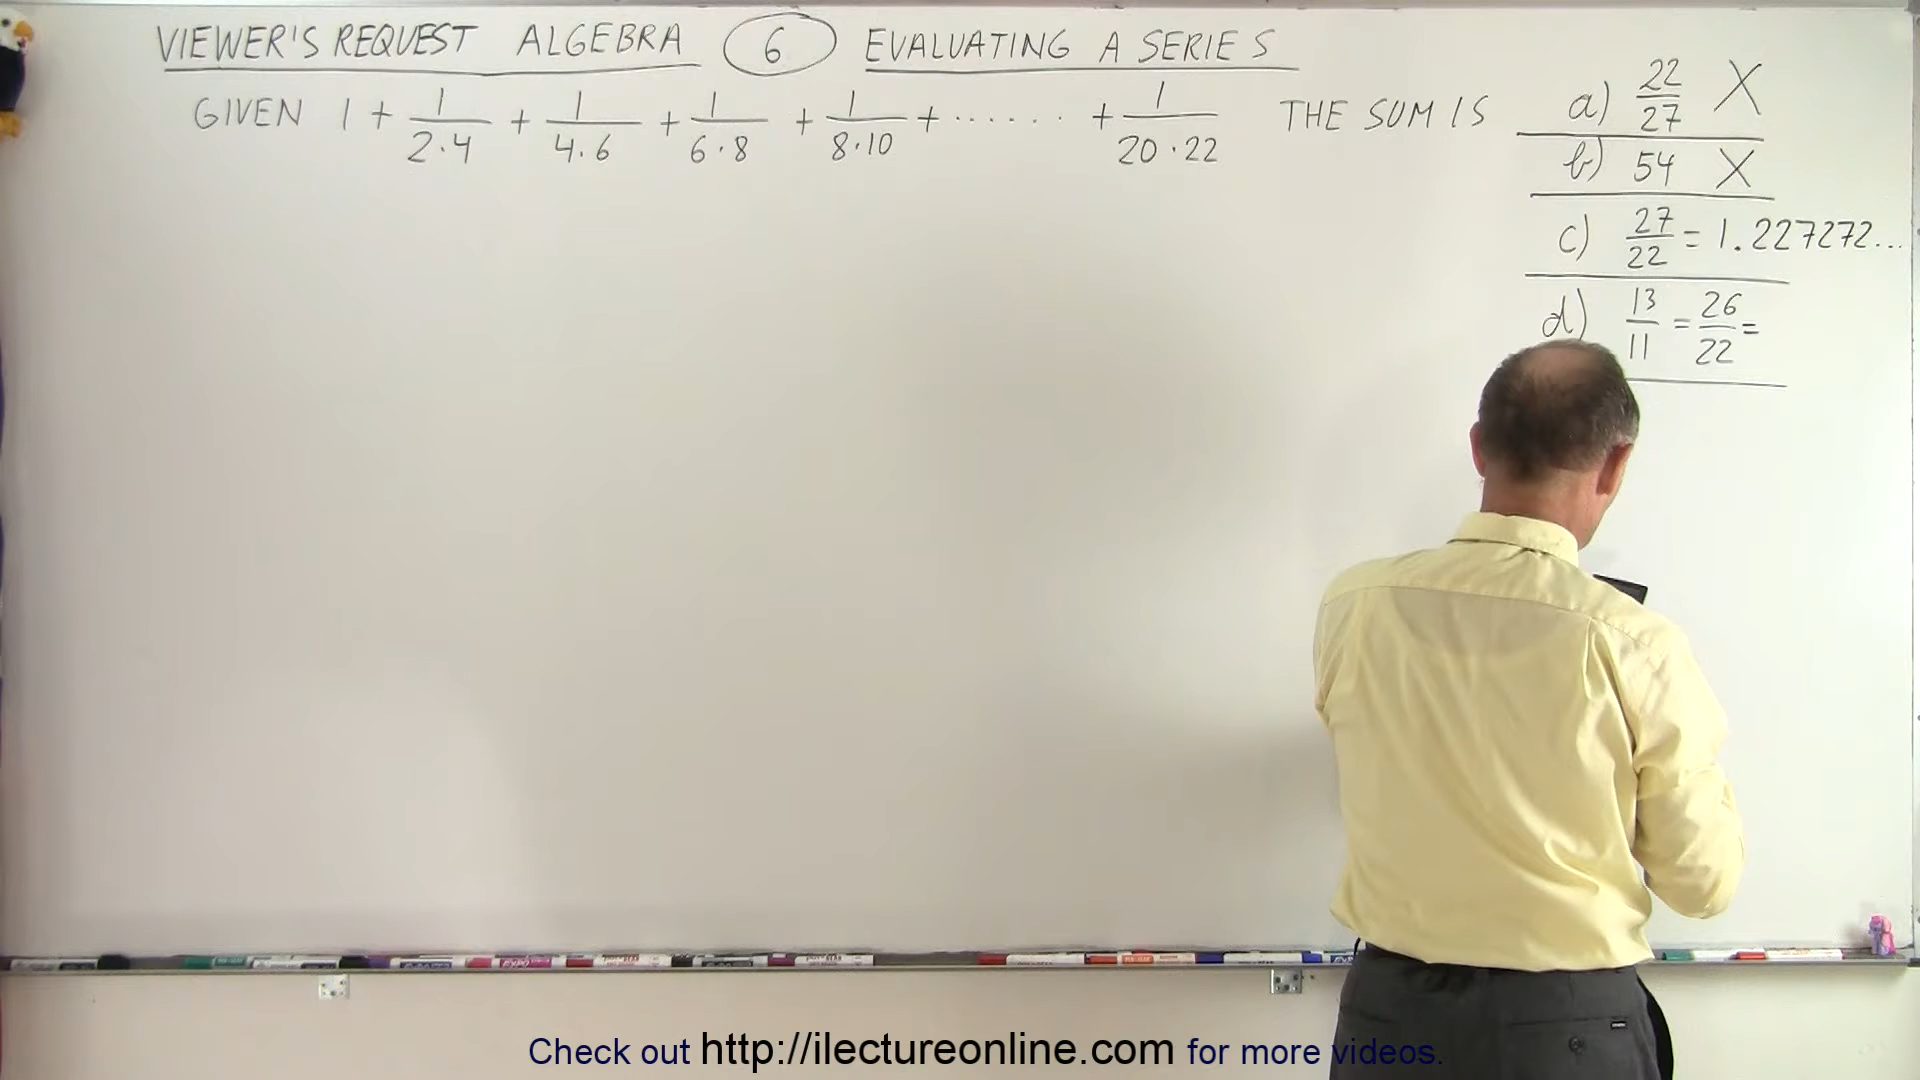 VIEWER'S REQUEST ALGEBRA 6 EVALUATING A SERIES
GIVEN 1 + 1/(2·4) + 1/(4·6) + 1/(6·8) + 1/(8·10) + ...... + 1/(20·22) THE SUM IS
a) 22/27 X
b) 54 X
c) 27/22 = 1.227272...
d) 13/11 = 26/22 =
EXPO
Check out http://ilectureonline.com for more videos.